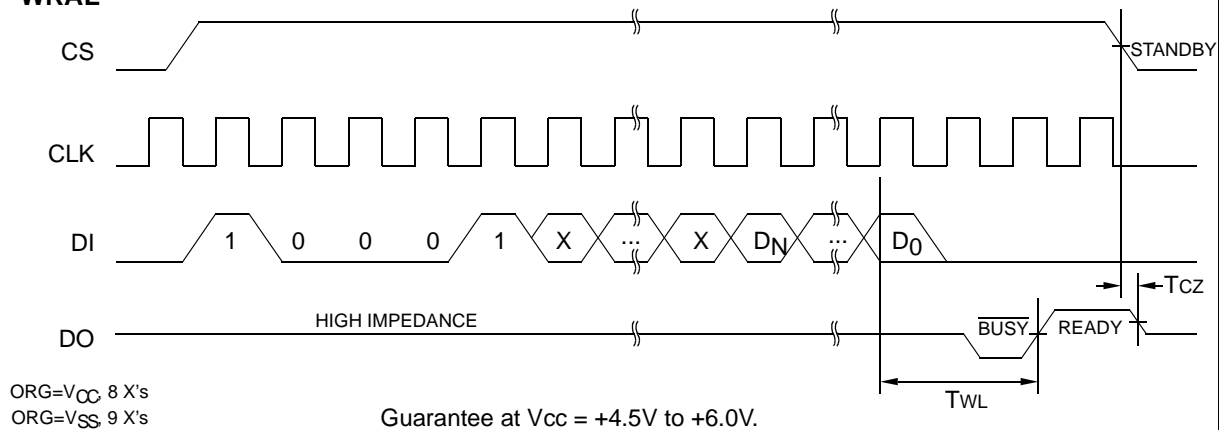 CS
STANDBY
CLK
DI 1 0 0 0 1 X ... X DN ... D0
TCZ
HIGH IMPEDANCE
BUSY READY
DO
ORG=VCC, 8 X's
TWL
ORG=VSS, 9 X's
Guarantee at Vcc = +4.5V to +6.0V.